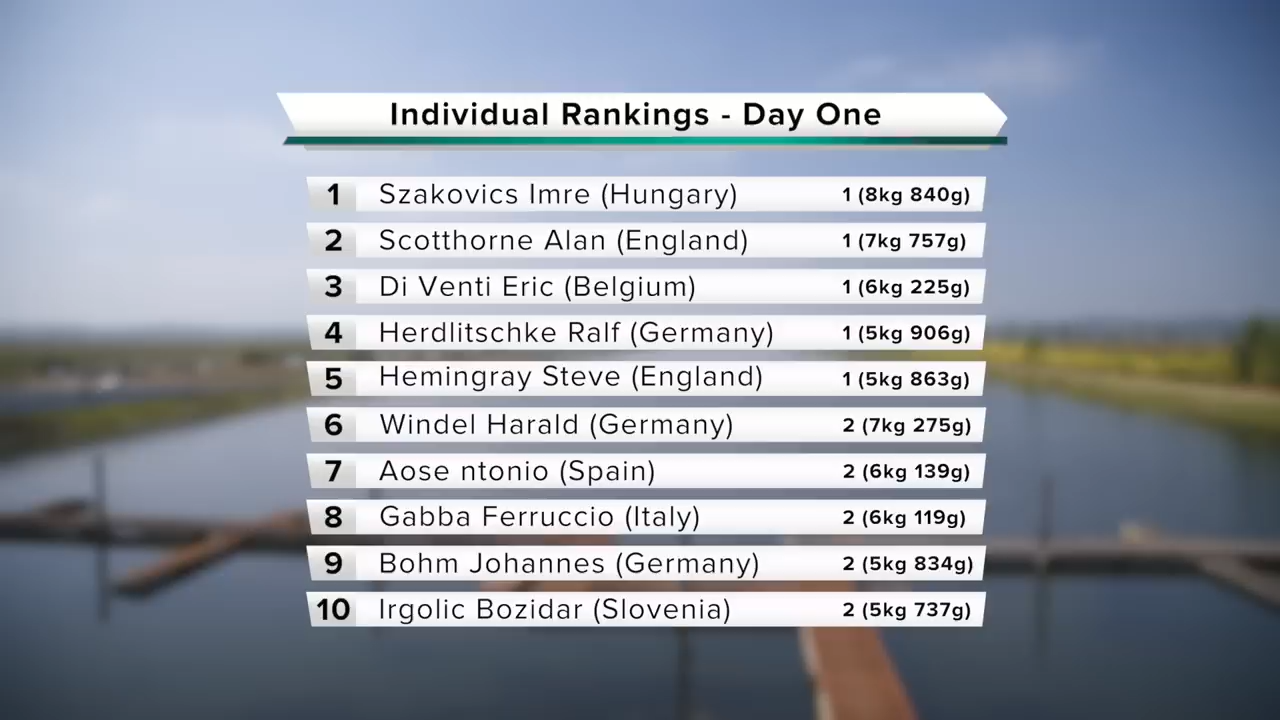 Individual Rankings - Day One
1 Szakovics Imre (Hungary) 1 (8kg 840g)
2 Scotthorne Alan (England) 1 (7kg 757g)
3 Di Venti Eric (Belgium) 1 (6kg 225g)
4 Herdlitschke Ralf (Germany) 1 (5kg 906g)
5 Hemingray Steve (England) 1 (5kg 863g)
6 Windel Harald (Germany) 2 (7kg 275g)
7 Aose ntonio (Spain) 2 (6kg 139g)
8 Gabba Ferruccio (Italy) 2 (6kg 119g)
9 Bohm Johannes (Germany) 2 (5kg 834g)
10 Irgolic Bozidar (Slovenia) 2 (5kg 737g)